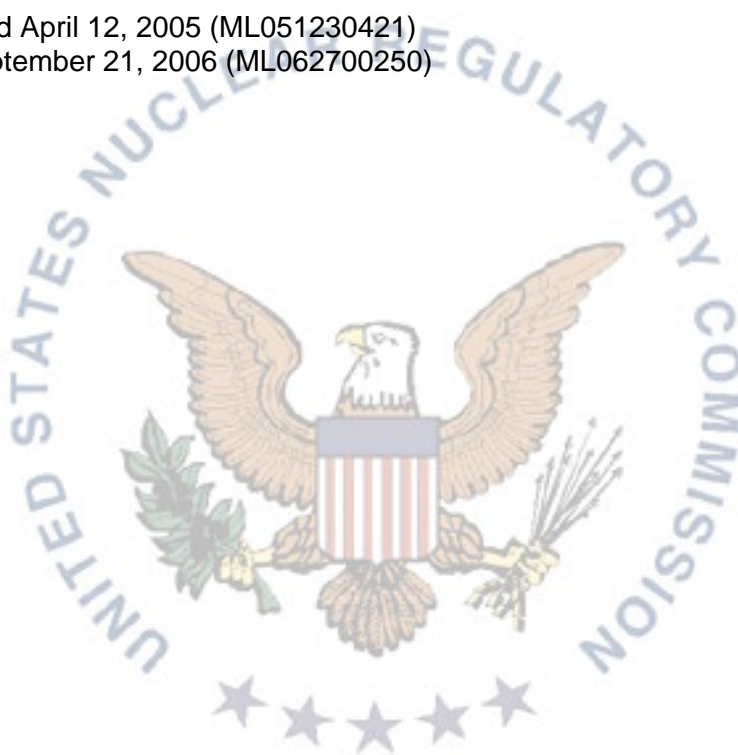 d April 12, 2005 (ML051230421)
ptember 21, 2006 (ML062700250)
UNITED STATES NUCLEAR REGULATORY COMMISSION